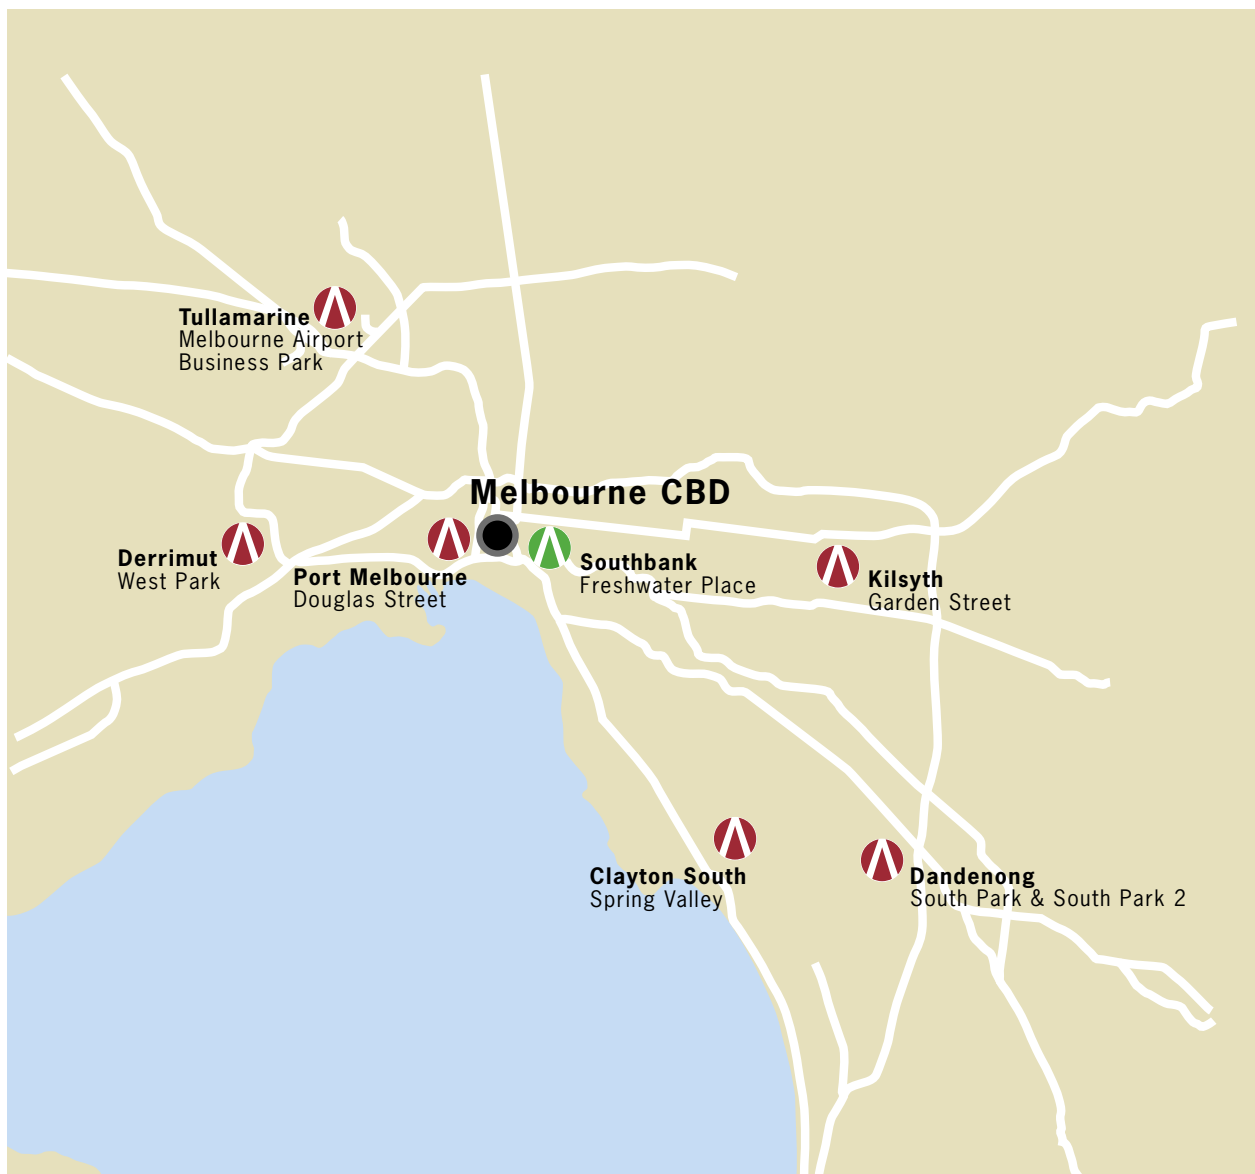 Tullamarine
Melbourne Airport
Business Park
Melbourne CBD
Derrimut
West Park
Port Melbourne
Douglas Street
Southbank
Freshwater Place
Kilsyth
Garden Street
Clayton South
Spring Valley
Dandenong
South Park & South Park 2